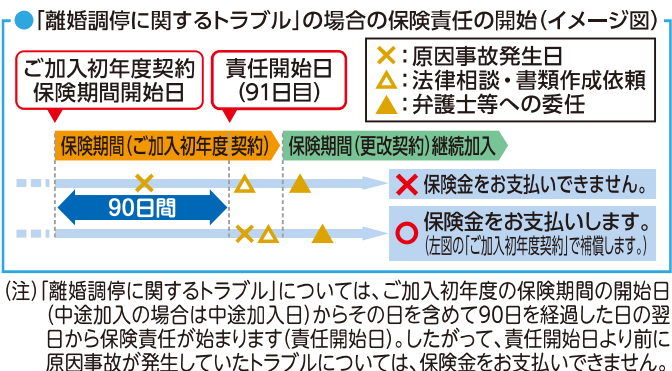 ●「離婚調停に関するトラブル」の場合の保険責任の開始（イメージ図）
ご加入初年度契約
保険期間開始日
責任開始日
（91日目）
×：原因事故発生日
△：法律相談・書類作成依頼
▲：弁護士等への委任
保険期間（ご加入初年度 契約）
保険期間（更改契約）継続加入
×
×保険金をお支払いできません。
△
▲
90日間
×
△
▲
○保険金をお支払いします。
（左図の「ご加入初年度契約」で補償します。）
（注）「離婚調停に関するトラブル」については、ご加入初年度の保険期間の開始日
（中途加入の場合は中途加入日）からその日を含めて90日を経過した日の翌
日から保険責任が始まります（責任開始日）。したがって、責任開始日より前に
原因事故が発生していたトラブルについては、保険金をお支払いできません。